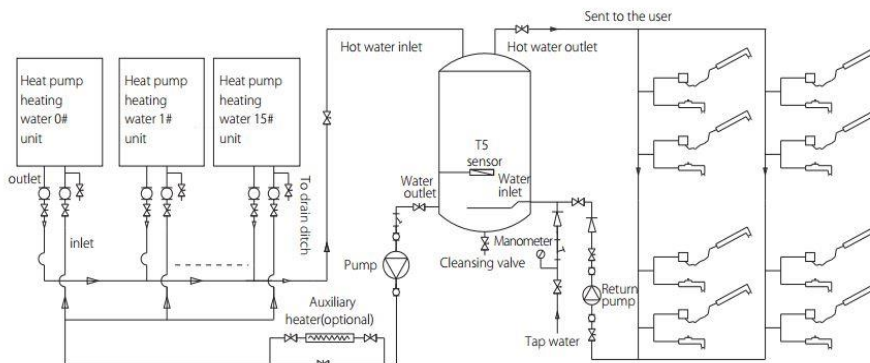 Sent to the user
Hot water inlet
Hot water outlet
Heat pump
heating
water 0#
unit
Heat pump
heating
water 1#
unit
Heat pump
heating
water 15#
unit
T5
sensor
outlet
Water
outlet
Water
inlet
To drain ditch
inlet
Manometer
Cleansing valve
Pump
Return
pump
Auxiliary
heater(optional)
Tap water